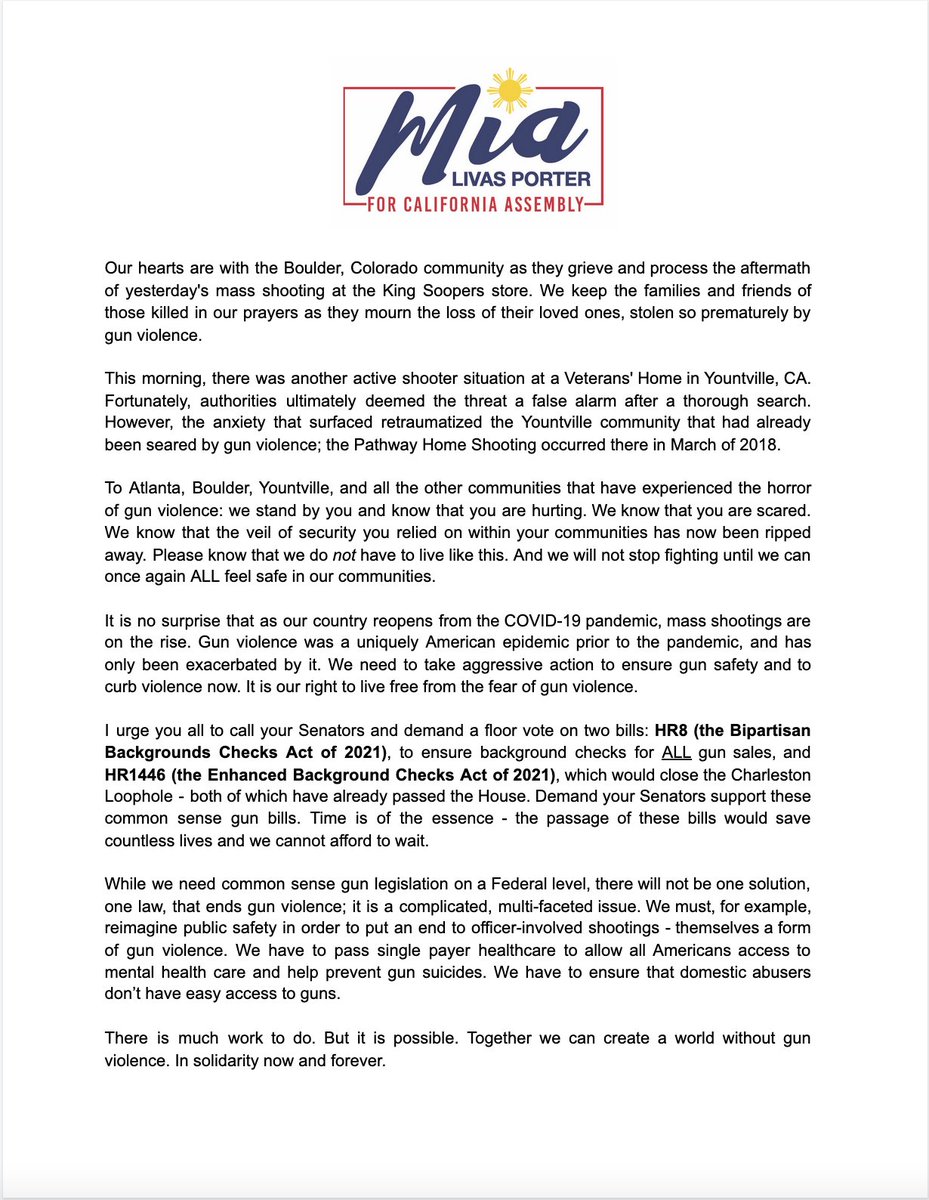 Mia
LIVAS PORTER
FOR CALIFORNIA ASSEMBLY
Our hearts are with the Boulder, Colorado community as they grieve and process the aftermath
of yesterday's mass shooting at the King Soopers store. We keep the families and friends of
those killed in our prayers as they mourn the loss of their loved ones, stolen so prematurely by
gun violence.
This morning, there was another active shooter situation at a Veterans' Home in Yountville, CA.
Fortunately, authorities ultimately deemed the threat a false alarm after a thorough search.
However, the anxiety that surfaced retraumatized the Yountville community that had already
been seared by gun violence; the Pathway Home Shooting occurred there in March of 2018.
To Atlanta, Boulder, Yountville, and all the other communities that have experienced the horror
of gun violence: we stand by you and know that you are hurting. We know that you are scared.
We know that the veil of security you relied on within your communities has now been ripped
away. Please know that we do not have to live like this. And we will not stop fighting until we can
once again ALL feel safe in our communities.
It is no surprise that as our country reopens from the COVID-19 pandemic, mass shootings are
on the rise. Gun violence was a uniquely American epidemic prior to the pandemic, and has
only been exacerbated by it. We need to take aggressive action to ensure gun safety and to
curb violence now. It is our right to live free from the fear of gun violence.
I urge you all to call your Senators and demand a floor vote on two bills: HR8 (the Bipartisan
Backgrounds Checks Act of 2021), to ensure background checks for ALL gun sales, and
HR1446 (the Enhanced Background Checks Act of 2021), which would close the Charleston
Loophole - both of which have already passed the House. Demand your Senators support these
common sense gun bills. Time is of the essence - the passage of these bills would save
countless lives and we cannot afford to wait.
While we need common sense gun legislation on a Federal level, there will not be one solution,
one law, that ends gun violence; it is a complicated, multi-faceted issue. We must, for example,
reimagine public safety in order to put an end to officer-involved shootings - themselves a form
of gun violence. We have to pass single payer healthcare to allow all Americans access to
mental health care and help prevent gun suicides. We have to ensure that domestic abusers
don’t have easy access to guns.
There is much work to do. But it is possible. Together we can create a world without gun
violence. In solidarity now and forever.